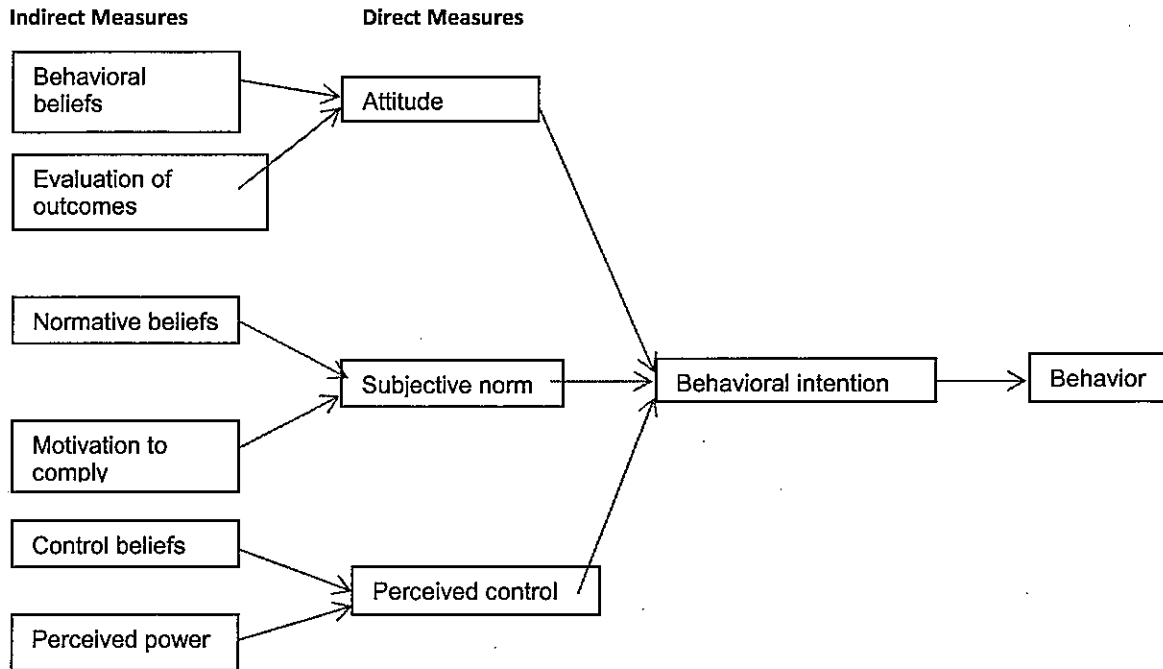 Indirect Measures
Direct Measures
Behavioral
beliefs
Attitude
Evaluation of
outcomes
Normative beliefs
Subjective norm
Behavioral intention
Behavior
Motivation to
comply
Control beliefs
Perceived control
Perceived power